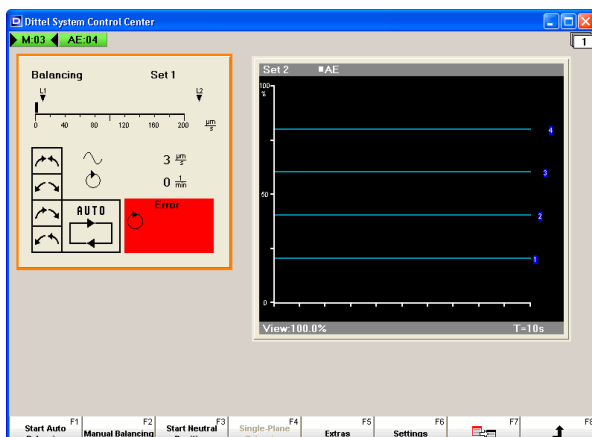 Dittel System Control Center
M:03 AE:04
1
Balancing Set 1
L1 L2
0 40 80 120 160 200 µm/s
3 µm/s
0 1/min
AUTO
Error
Set 2 AE
100
%
50
0
4
3
2
1
View:100.0% T=10s
F1 F2 F3 F4 F5 F6 F7 F8
Start Auto Manual Balancing Start Neutral Single-Plane Extras Settings